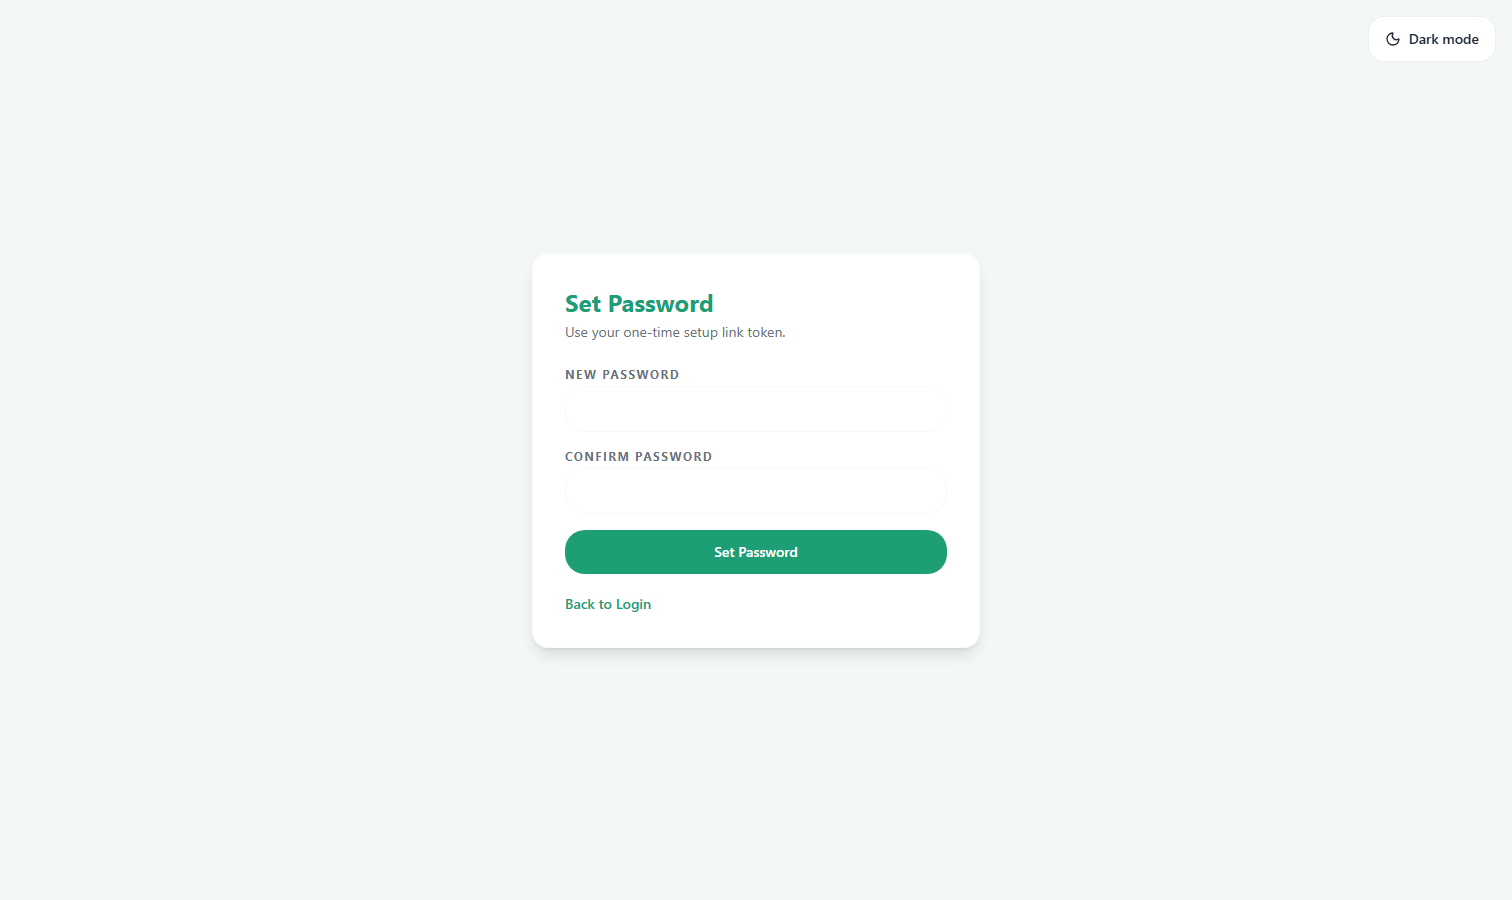 Dark mode
Set Password
Use your one-time setup link token.
NEW PASSWORD
CONFIRM PASSWORD
Set Password
Back to Login